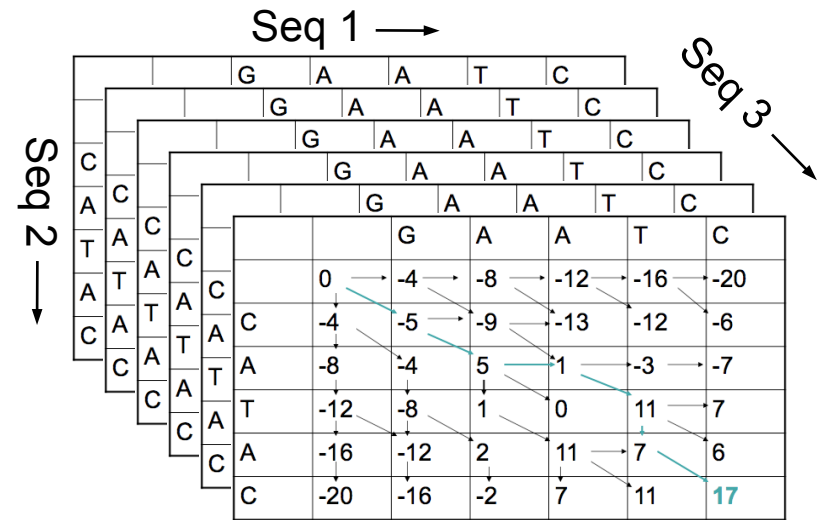 Seq 1
Seq 3
Seq 2
G A A T C
G A A T C
G A A T C
G A A T C
G A A T C
G A A T C
C A T A C
C A T A C
C A T A C
C A T A C
C A T A C
0 -4 -8 -12 -16 -20
C -4 -5 -9 -13 -12 -6
A -8 -4 5 1 -3 -7
T -12 -8 1 0 11 7
A -16 -12 2 11 7 6
C -20 -16 -2 7 11 17